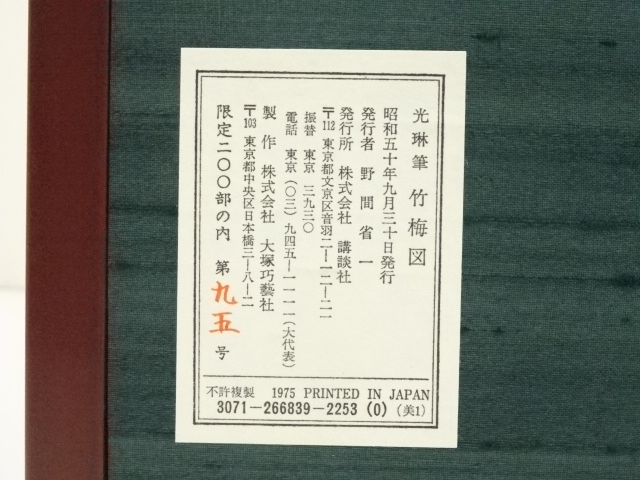 光琳筆 竹梅図
昭和五十年九月三十日発行
発行者 野間省一
発行所 株式会社 講談社
〒112 東京都文京区音羽二ー一二ー二一
振替 東京 三九三〇
電話 東京(〇三)九四五ー一一一一(大代表)
製作 株式会社 大塚巧藝社
〒103 東京都中央区日本橋三ー八ー二
限定二〇〇部の内 第九五号
不許複製 1975 PRINTED IN JAPAN
3071-266839-2253 (0) (美1)